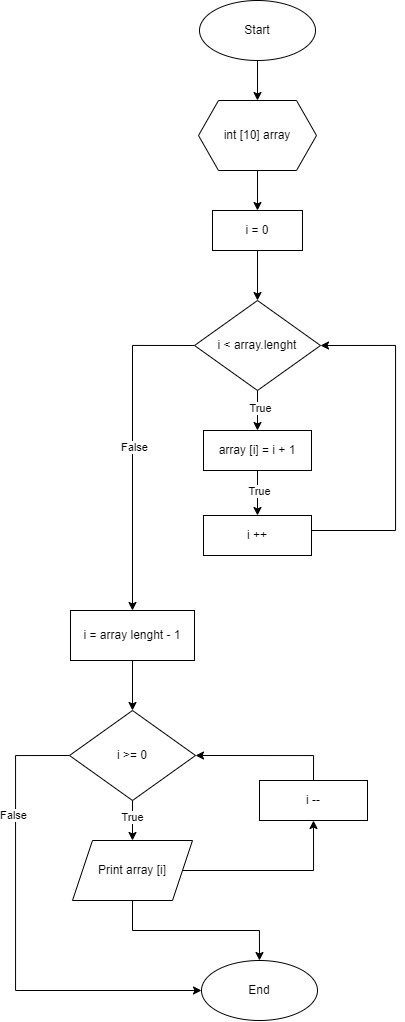 Start
int [10] array
i = 0
i < array.lenght
True
array [i] = i + 1
False
True
i ++
i = array lenght - 1
i >= 0
i --
False
True
Print array [i]
End